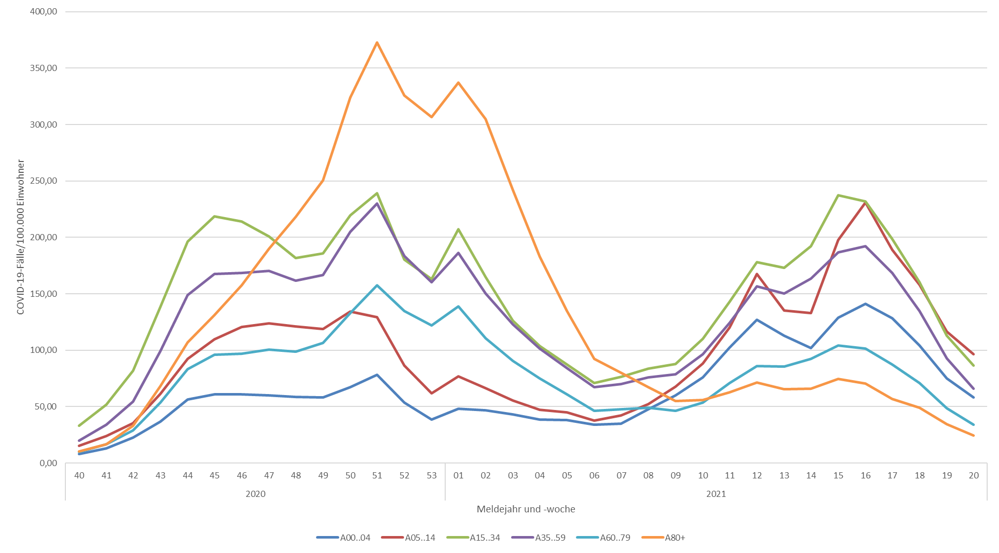 400,00
350,00
300,00
250,00
200,00
150,00
100,00
50,00
0,00
COVID-19-Fälle/100.000 Einwohner
40 41 42 43 44 45 46 47 48 49 50 51 52 53 01 02 03 04 05 06 07 08 09 10 11 12 13 14 15 16 17 18 19 20
2020 2021
Meldejahr und -woche
A00..04 A05..14 A15..34 A35..59 A60..79 A80+